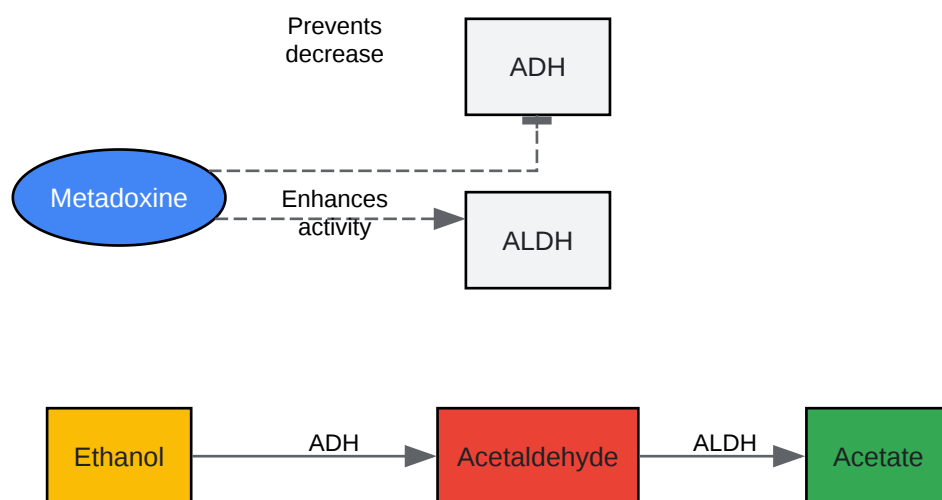 Prevents
decrease
ADH
Metadoxine
Enhances
activity
ALDH
Ethanol
ADH
Acetaldehyde
ALDH
Acetate